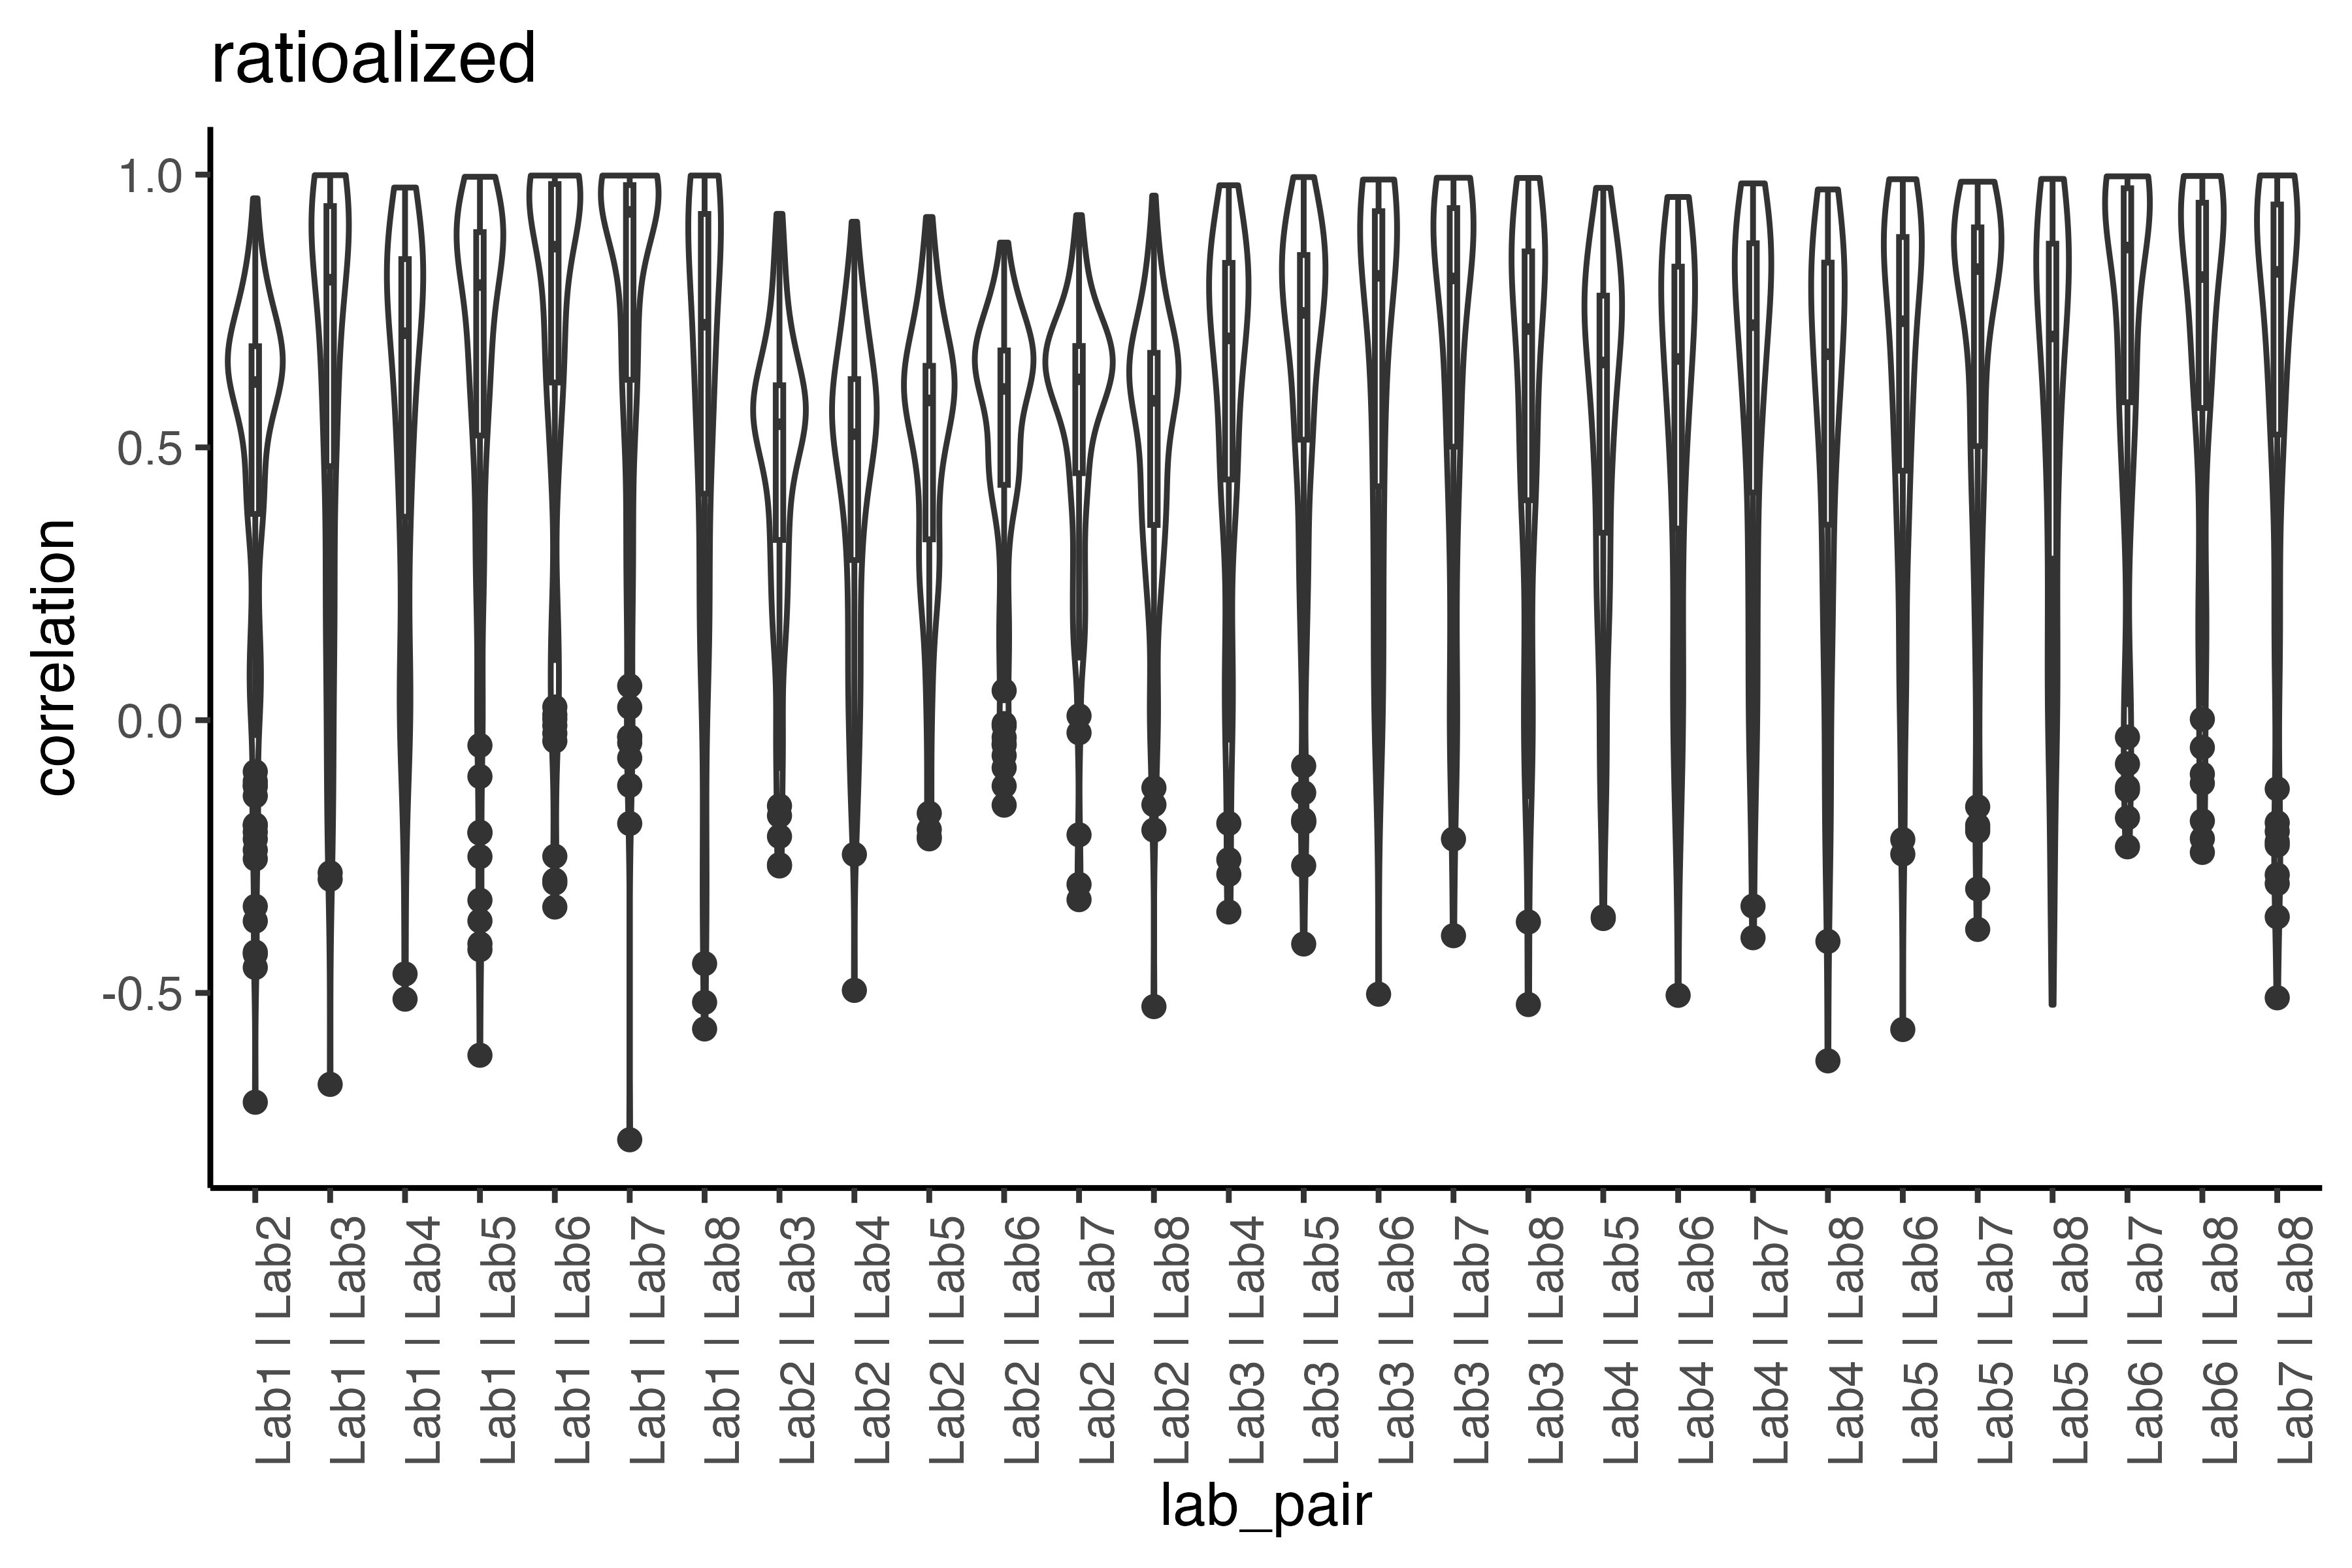 ratioalized
correlation
1.0
0.5
0.0
-0.5
Lab1 | Lab2
Lab1 | Lab3
Lab1 | Lab4
Lab1 | Lab5
Lab1 | Lab6
Lab1 | Lab7
Lab1 | Lab8
Lab2 | Lab3
Lab2 | Lab4
Lab2 | Lab5
Lab2 | Lab6
Lab2 | Lab7
Lab2 | Lab8
Lab3 | Lab4
Lab3 | Lab5
Lab3 | Lab6
Lab3 | Lab7
Lab3 | Lab8
Lab4 | Lab5
Lab4 | Lab6
Lab4 | Lab7
Lab4 | Lab8
Lab5 | Lab6
Lab5 | Lab7
Lab5 | Lab8
Lab6 | Lab7
Lab6 | Lab8
Lab7 | Lab8
lab_pair